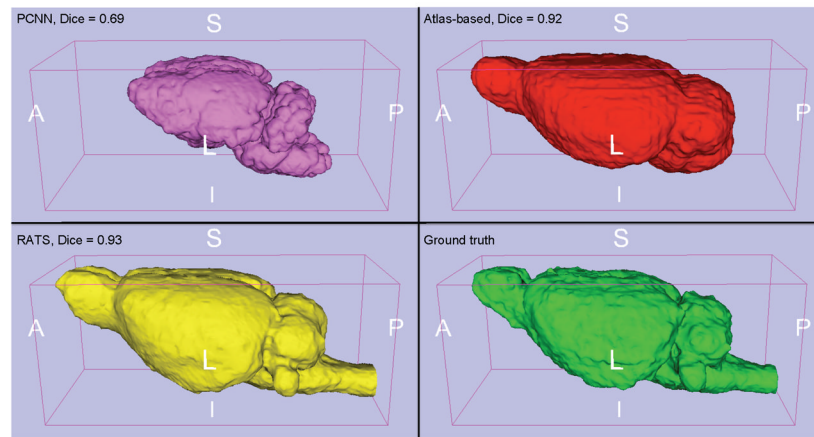 PCNN, Dice = 0.69
S
A
P
L
I
Atlas-based, Dice = 0.92
S
A
P
L
I
RATS, Dice = 0.93
S
A
P
L
I
Ground truth
S
A
P
L
I